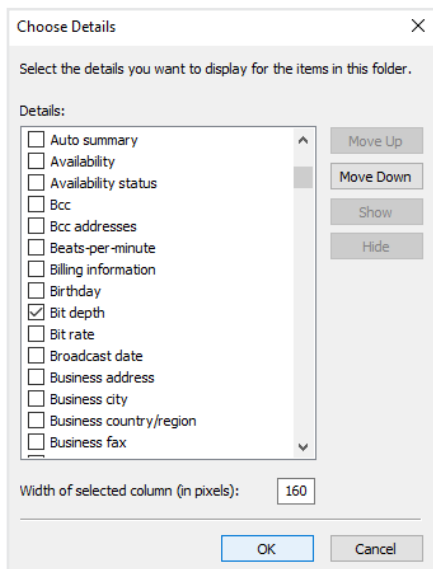 Choose Details
Select the details you want to display for the items in this folder.
Details:
Auto summary
Availability
Availability status
Bcc
Bcc addresses
Beats-per-minute
Billing information
Birthday
Bit depth
Bit rate
Broadcast date
Business address
Business city
Business country/region
Business fax
Move Up
Move Down
Show
Hide
Width of selected column (in pixels): 160
OK Cancel